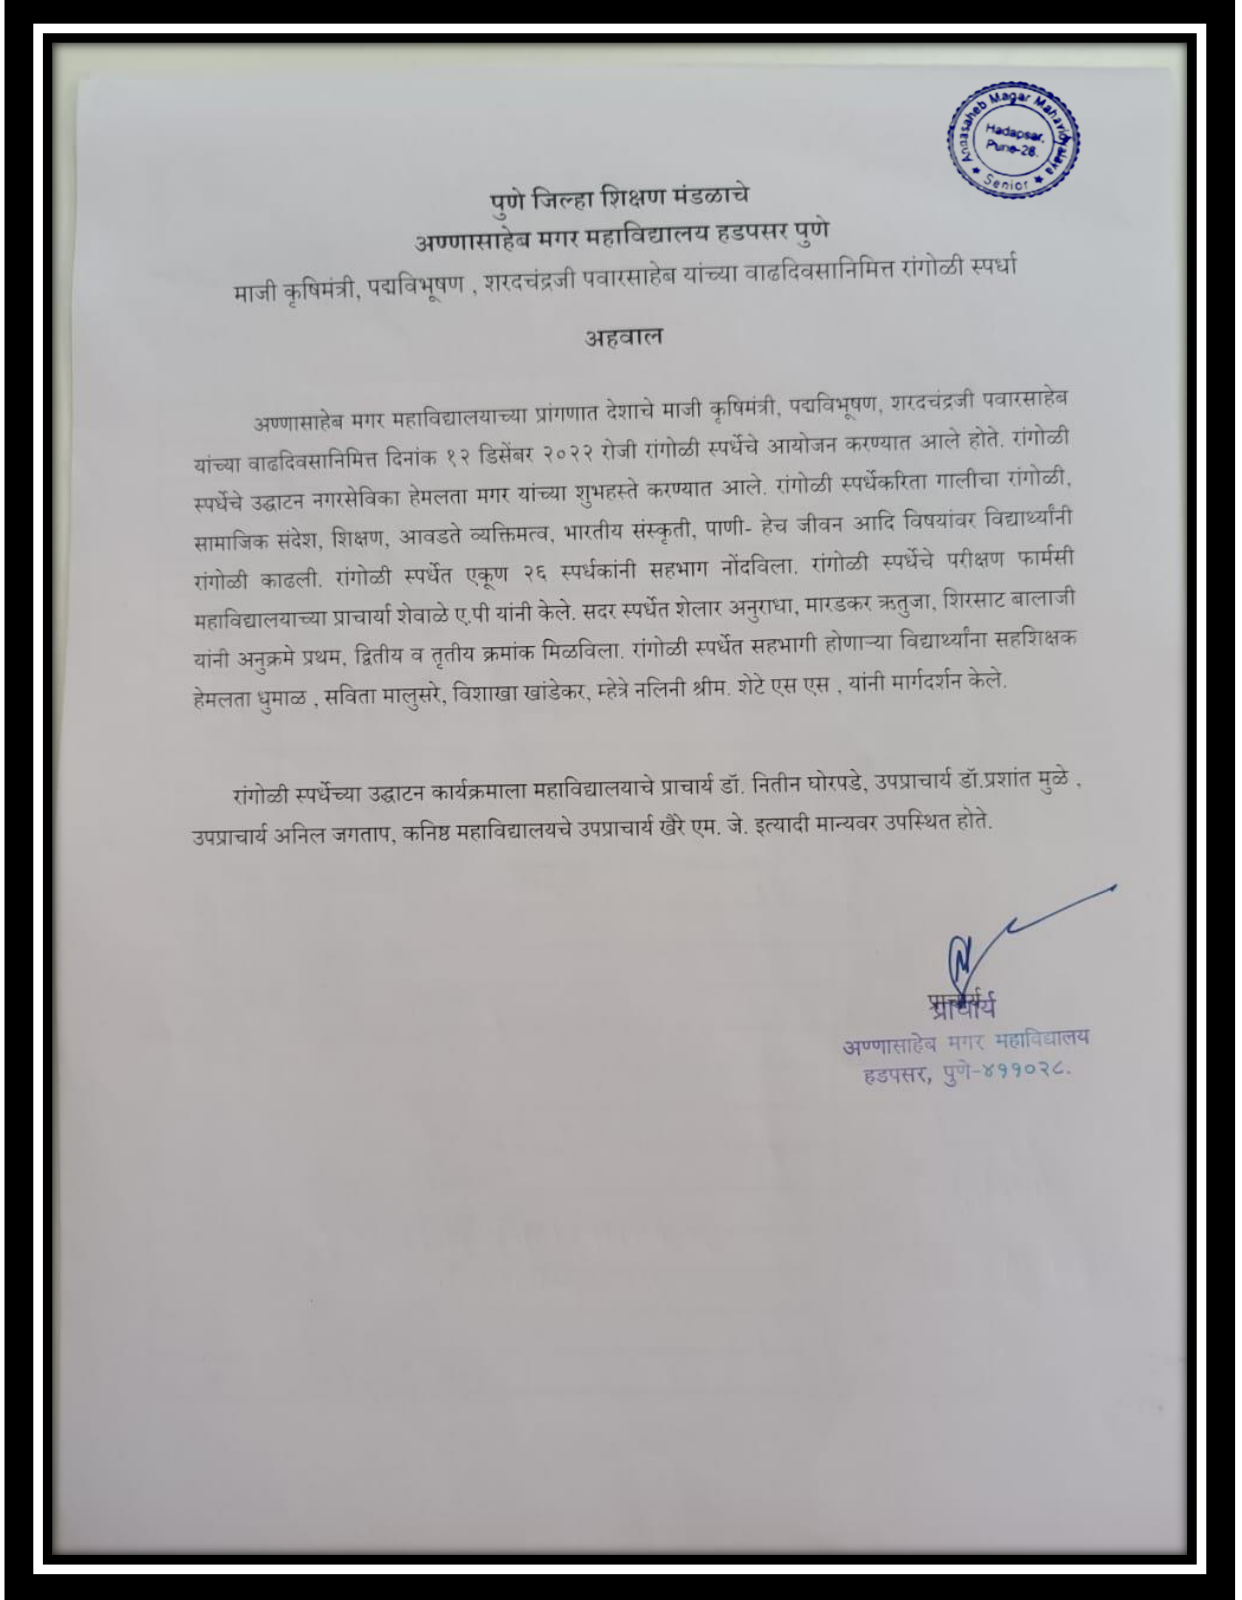 Annasaheb Magar Mahavidyalaya
Hadapsar,
Pune-28.
★ Senior ★
पुणे जिल्हा शिक्षण मंडळाचे
अण्णासाहेब मगर महाविद्यालय हडपसर पुणे
माजी कृषिमंत्री, पद्मविभूषण , शरदचंद्रजी पवारसाहेब यांच्या वाढदिवसानिमित्त रांगोळी स्पर्धा
अहवाल
अण्णासाहेब मगर महाविद्यालयाच्या प्रांगणात देशाचे माजी कृषिमंत्री, पद्मविभूषण, शरदचंद्रजी पवारसाहेब
यांच्या वाढदिवसानिमित्त दिनांक १२ डिसेंबर २०२२ रोजी रांगोळी स्पर्धेचे आयोजन करण्यात आले होते. रांगोळी
स्पर्धेचे उद्घाटन नगरसेविका हेमलता मगर यांच्या शुभहस्ते करण्यात आले. रांगोळी स्पर्धेकरिता गालीचा रांगोळी,
सामाजिक संदेश, शिक्षण, आवडते व्यक्तिमत्व, भारतीय संस्कृती, पाणी- हेच जीवन आदि विषयांवर विद्यार्थ्यांनी
रांगोळी काढली. रांगोळी स्पर्धेत एकूण २६ स्पर्धकांनी सहभाग नोंदविला. रांगोळी स्पर्धेचे परीक्षण फार्मसी
महाविद्यालयाच्या प्राचार्या शेवाळे ए.पी यांनी केले. सदर स्पर्धेत शेलार अनुराधा, मारडकर ऋतुजा, शिरसाट बालाजी
यांनी अनुक्रमे प्रथम, द्वितीय व तृतीय क्रमांक मिळविला. रांगोळी स्पर्धेत सहभागी होणाऱ्या विद्यार्थ्यांना सहशिक्षक
हेमलता धुमाळ , सविता मालुसरे, विशाखा खांडेकर, म्हेत्रे नलिनी श्रीम. शेटे एस एस , यांनी मार्गदर्शन केले.
रांगोळी स्पर्धेच्या उद्घाटन कार्यक्रमाला महाविद्यालयाचे प्राचार्य डॉ. नितीन घोरपडे, उपप्राचार्य डॉ.प्रशांत मुळे ,
उपप्राचार्य अनिल जगताप, कनिष्ठ महाविद्यालयचे उपप्राचार्य खैरे एम. जे. इत्यादी मान्यवर उपस्थित होते.
प्राचार्य
प्राचार्य
अण्णासाहेब मगर महाविद्यालय
हडपसर, पुणे-४११०२८.